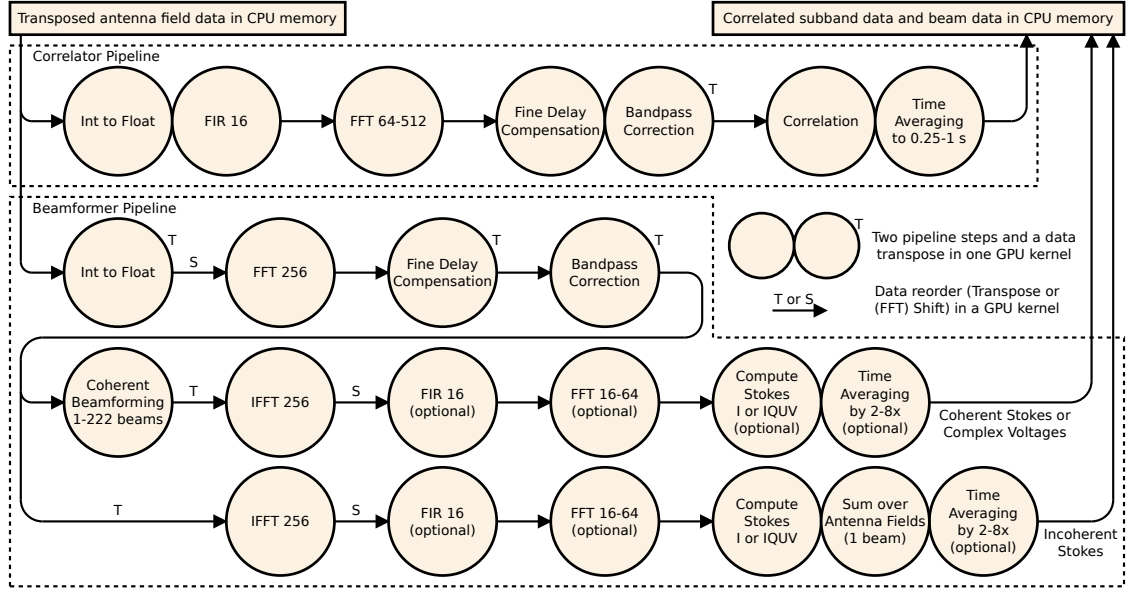 Transposed antenna field data in CPU memory
Correlated subband data and beam data in CPU memory
Correlator Pipeline
Int to Float
FIR 16
FFT 64-512
Fine Delay
Compensation
Bandpass
Correction
T
Correlation
Time
Averaging
to 0.25-1 s
Beamformer Pipeline
Int to Float
T
S
FFT 256
Fine Delay
Compensation
T
Bandpass
Correction
T
T
Two pipeline steps and a data
transpose in one GPU kernel
T or S
Data reorder (Transpose or
(FFT) Shift) in a GPU kernel
Coherent
Beamforming
1-222 beams
T
IFFT 256
S
FIR 16
(optional)
FFT 16-64
(optional)
Compute
Stokes
I or IQUV
(optional)
Time
Averaging
by 2-8x
(optional)
Coherent Stokes or
Complex Voltages
T
IFFT 256
S
FIR 16
(optional)
FFT 16-64
(optional)
Compute
Stokes
I or IQUV
Sum over
Antenna Fields
(1 beam)
Time
Averaging
by 2-8x
(optional)
Incoherent
Stokes